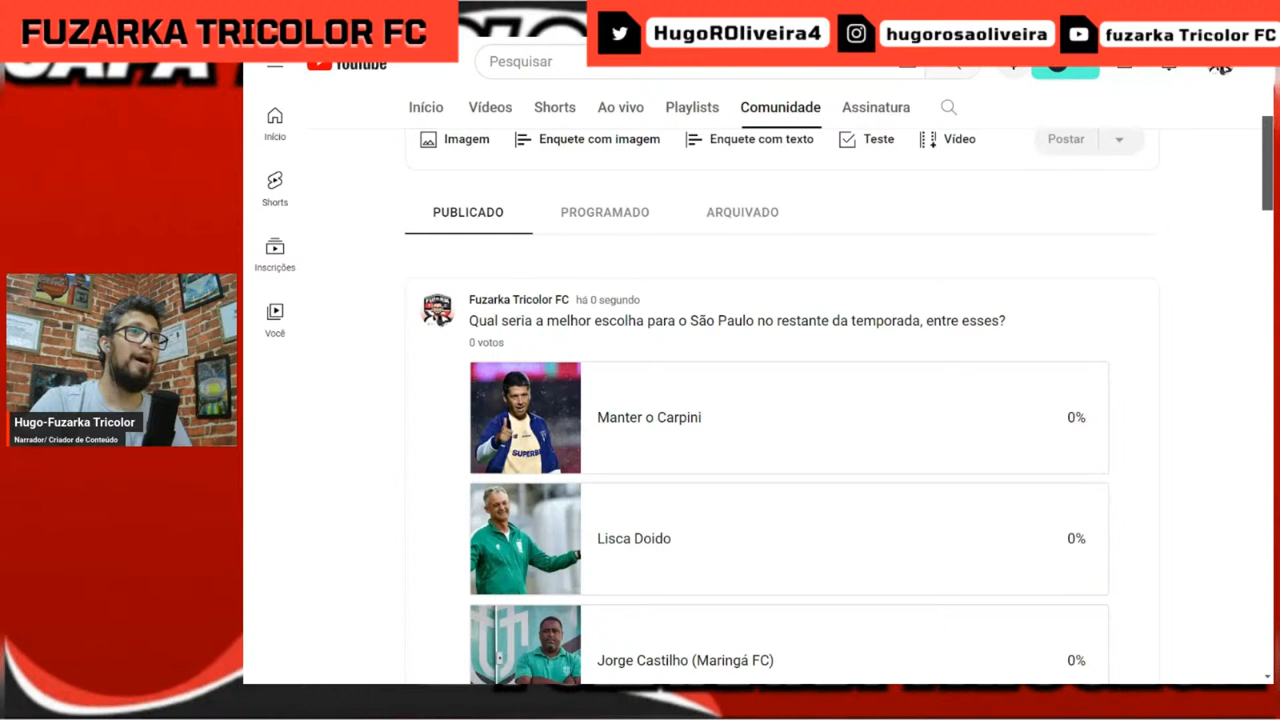 FUZARKA TRICOLOR FC
HugoROliveira4
hugorosaoliveira
fuzarka Tricolor FC
YouTube
Pesquisar
Início
Vídeos
Shorts
Ao vivo
Playlists
Comunidade
Assinatura
Início
Shorts
Inscrições
Você
Imagem
Enquete com imagem
Enquete com texto
Teste
Vídeo
Postar
PUBLICADO
PROGRAMADO
ARQUIVADO
Fuzarka Tricolor FC há 0 segundo
Qual seria a melhor escolha para o São Paulo no restante da temporada, entre esses?
0 votos
Manter o Carpini 0%
Lisca Doido 0%
Jorge Castilho (Maringá FC) 0%
Hugo-Fuzarka Tricolor
Narrador/ Criador de Conteúdo